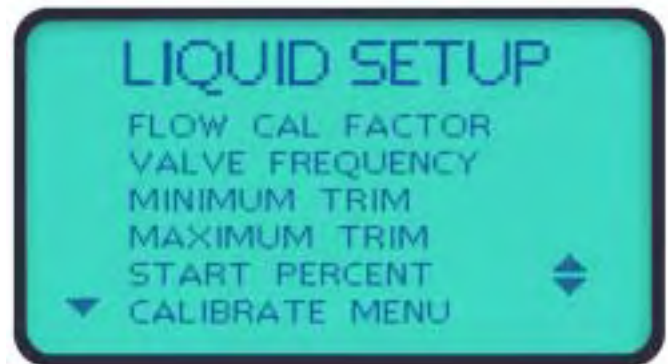 LIQUID SETUP
FLOW CAL FACTOR
VALVE FREQUENCY
MINIMUM TRIM
MAXIMUM TRIM
START PERCENT
CALIBRATE MENU